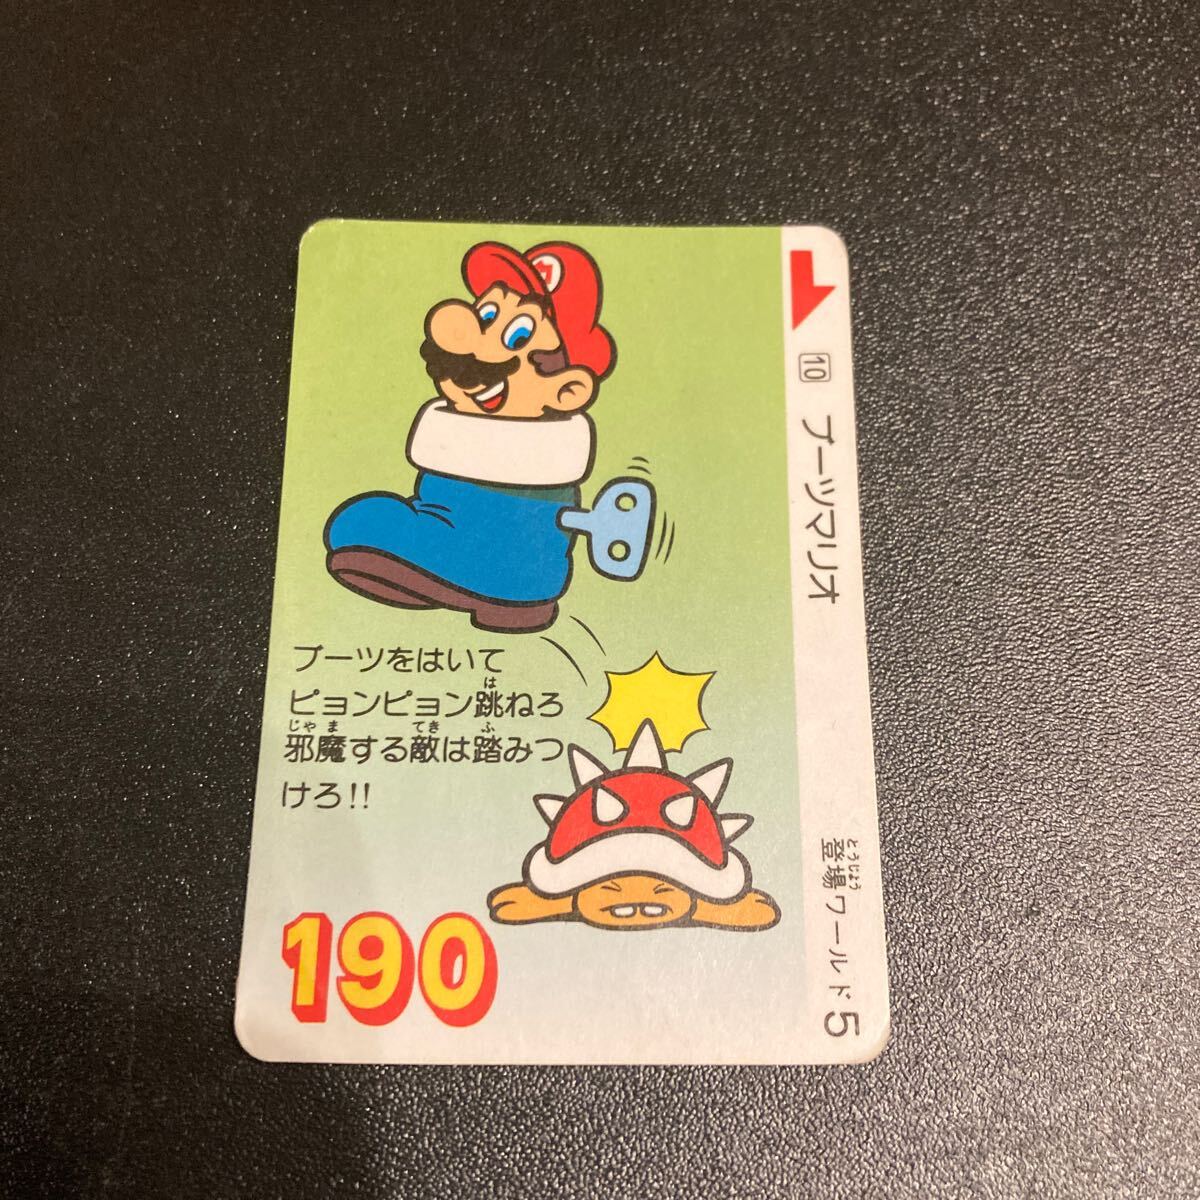 10 ブーツマリオ
ブーツをはいて
ピョンピョン跳ねろ
邪魔する敵は踏みつ
けろ!!
190
登場ワールド5